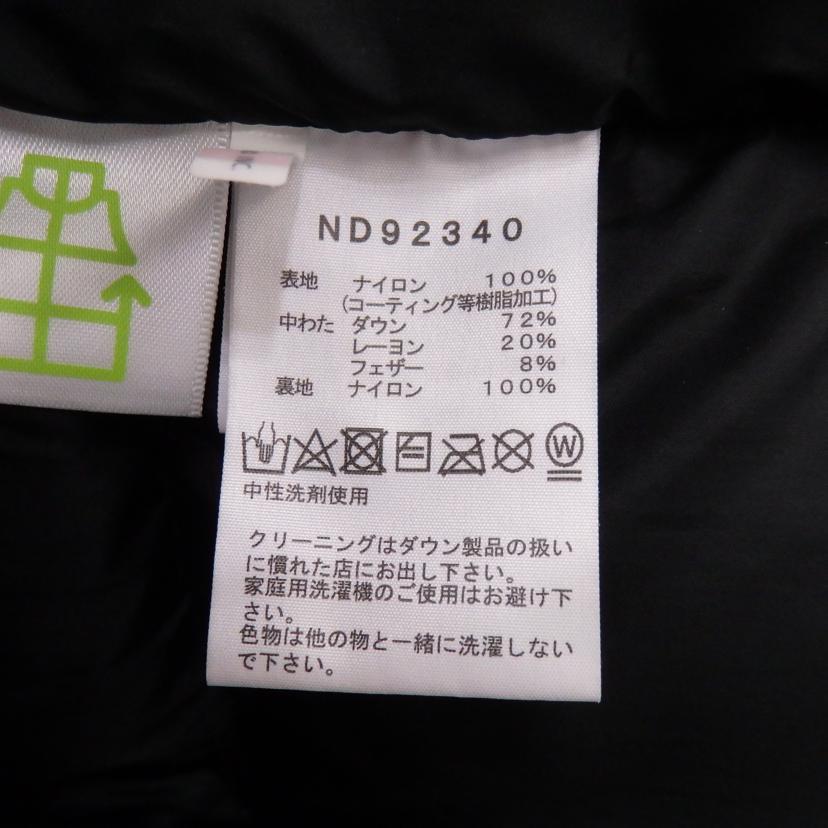 ND92340
表地 ナイロン 100%
(コーティング等樹脂加工)
中わた ダウン 72%
レーヨン 20%
フェザー 8%
裏地 ナイロン 100%
W
中性洗剤使用
クリーニングはダウン製品の扱い
に慣れた店にお出し下さい。
家庭用洗濯機のご使用はお避け下
さい。
色物は他の物と一緒に洗濯しない
で下さい。